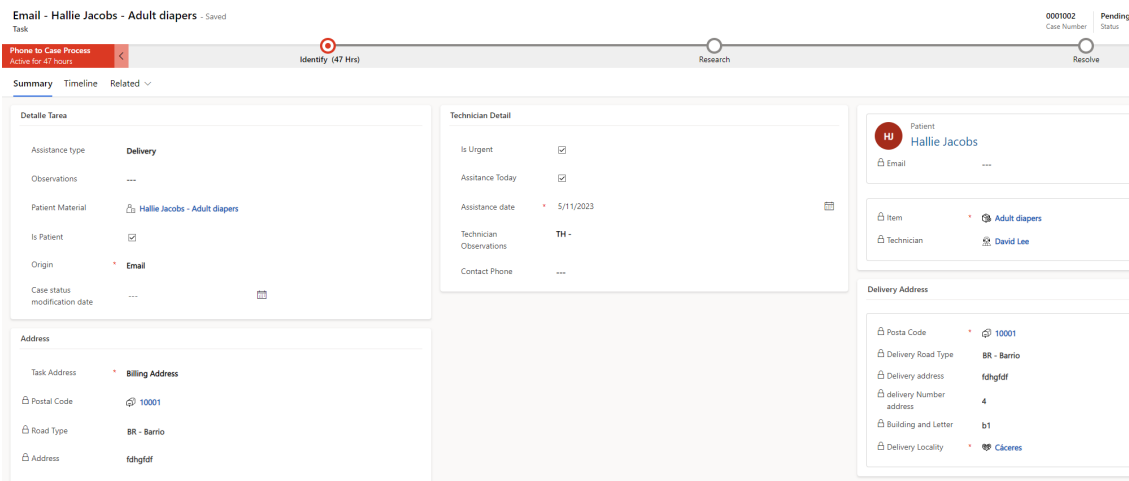 Email - Hallie Jacobs - Adult diapers - Saved
Task
0001002
Case Number
Pending
Status
Phone to Case Process
Active for 47 hours
Identify (47 Hrs)
Research
Resolve
Summary Timeline Related
Detalle Tarea
Assistance type Delivery
Observations ---
Patient Material Hallie Jacobs - Adult diapers
Is Patient
Origin * Email
Case status
modification date ---
Address
Task Address * Billing Address
Postal Code 10001
Road Type BR - Barrio
Address fdhgfdf
Technician Detail
Is Urgent
Assitance Today
Assistance date * 5/11/2023
Technician
Observations TH -
Contact Phone ---
HJ
Patient
Hallie Jacobs
Email ---
Item * Adult diapers
Technician David Lee
Delivery Address
Posta Code * 10001
Delivery Road Type BR - Barrio
Delivery address fdhgfdf
delivery Number
address 4
Building and Letter b1
Delivery Locality * Cáceres